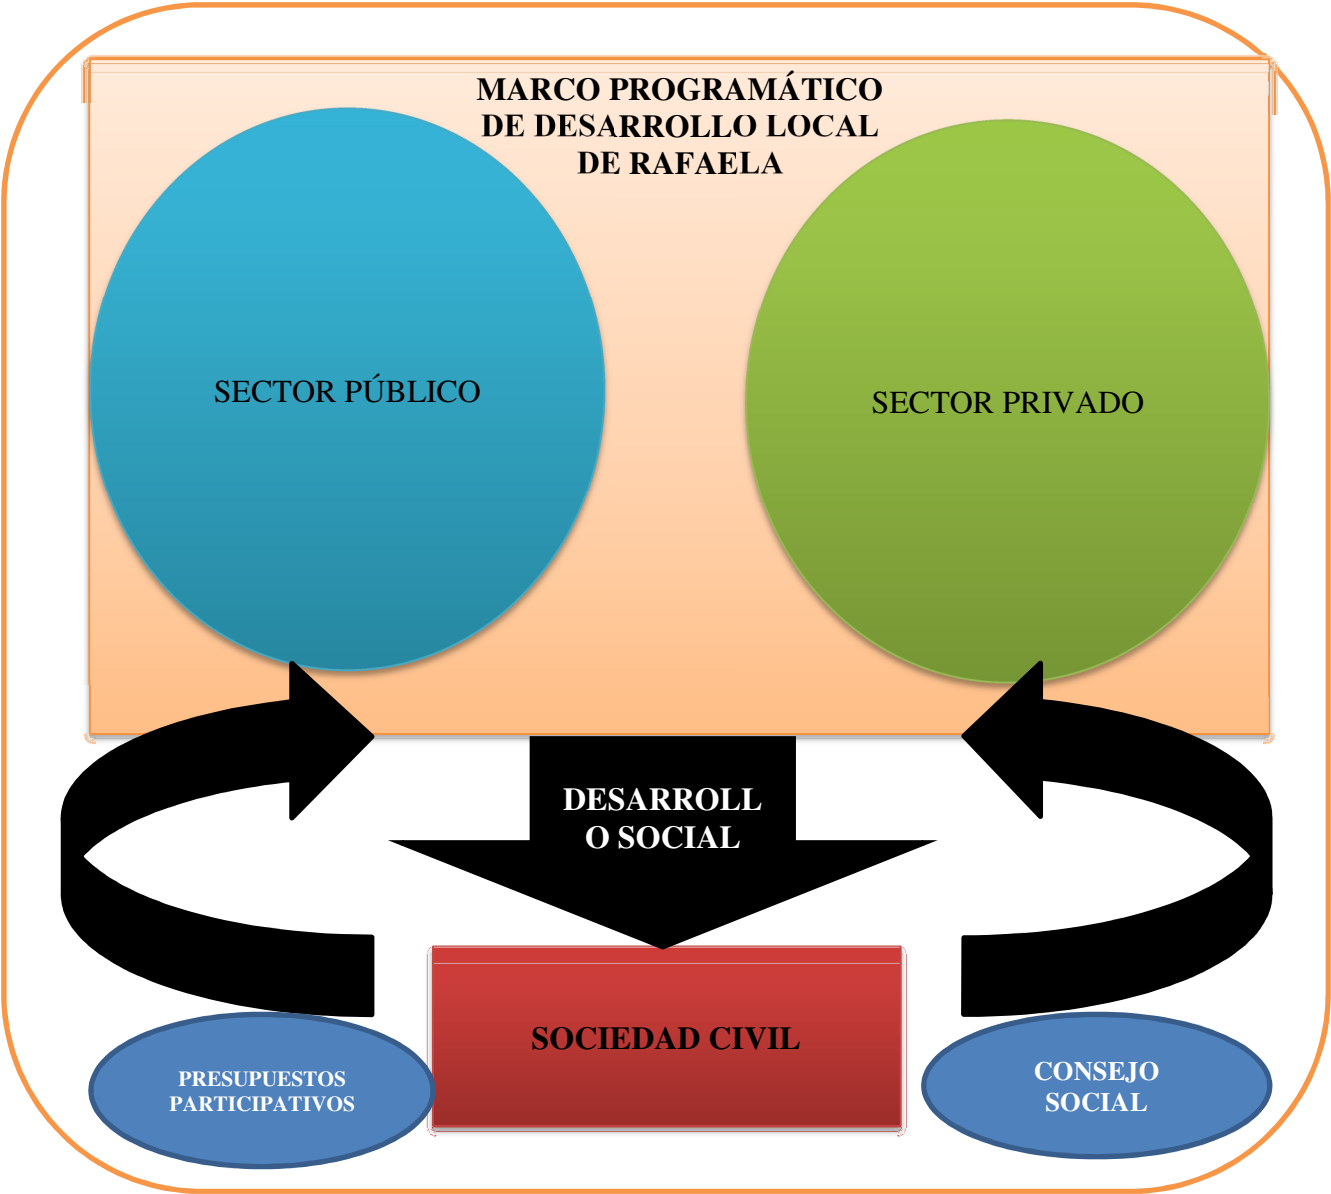 MARCO PROGRAMÁTICO
DE DESARROLLO LOCAL
DE RAFAELA
SECTOR PÚBLICO
SECTOR PRIVADO
DESARROLL
O SOCIAL
SOCIEDAD CIVIL
PRESUPUESTOS
PARTICIPATIVOS
CONSEJO
SOCIAL